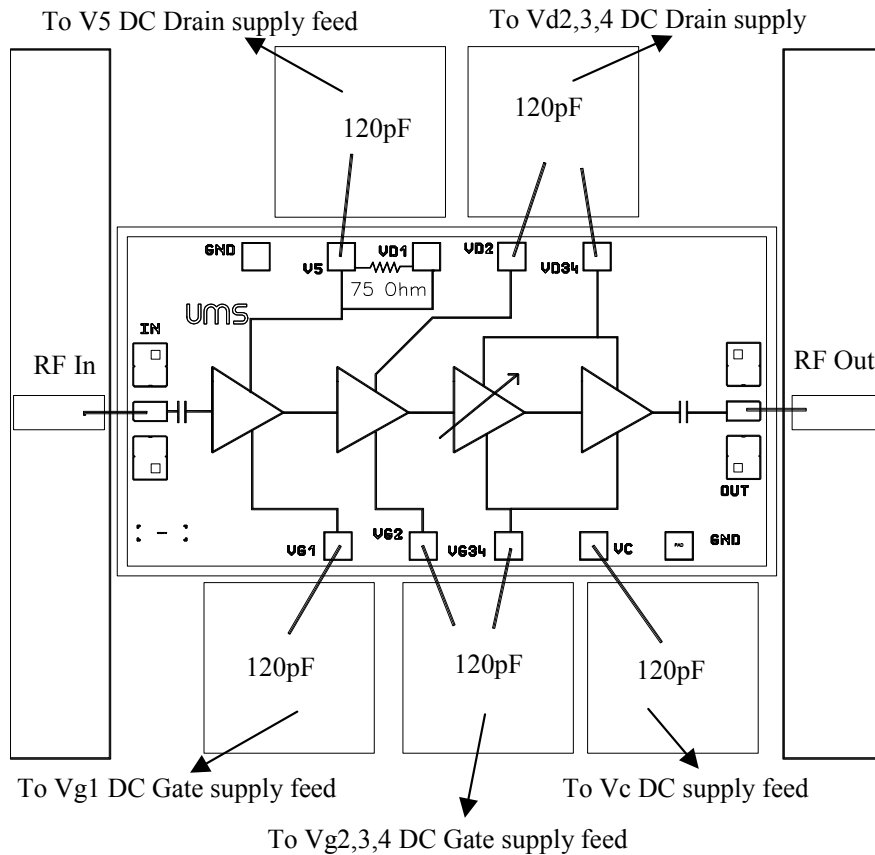 To V5 DC Drain supply feed
To Vd2,3,4 DC Drain supply
120pF
120pF
GND
V5
VD1
VD2
VD34
75 Ohm
UMS
IN
RF In
RF Out
OUT
VG1
VG2
VG34
VC
PAD
GND
120pF
120pF
120pF
To Vg1 DC Gate supply feed
To Vc DC supply feed
To Vg2,3,4 DC Gate supply feed